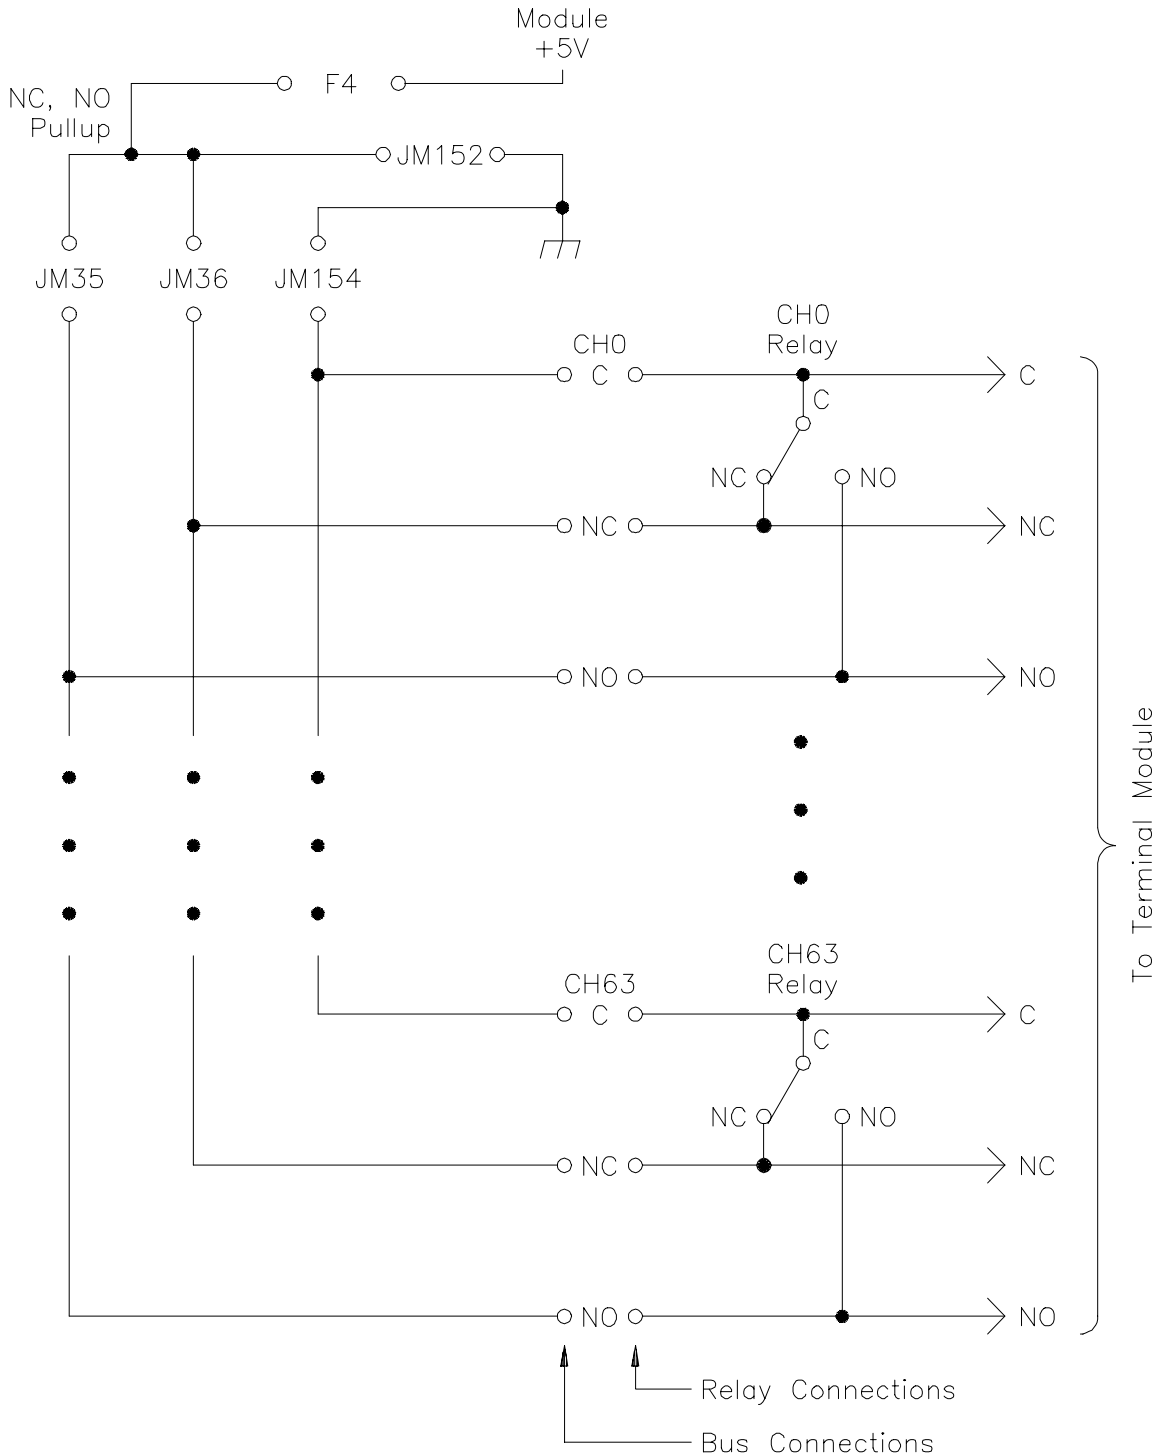 Module
+5V
F4
NC, NO
Pullup
JM152
JM35
JM36
JM154
CH0
C
CH0
Relay
C
C
NC
NO
NC
NC
NO
NO
To Terminal Module
CH63
C
CH63
Relay
C
C
NC
NO
NC
NC
NO
NO
Relay Connections
Bus Connections